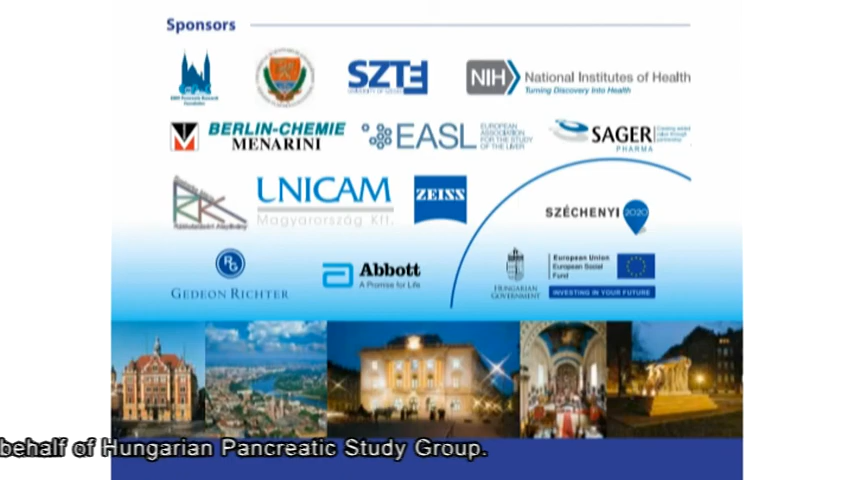 Sponsors
SZTE
NIH National Institutes of Health
Turning Discovery Into Health
BERLIN-CHEMIE
MENARINI
EASL EUROPEAN
ASSOCIATION
FOR THE STUDY
OF THE LIVER
SAGER
PHARMA
UNICAM
Magyarország Kft.
ZEISS
SZÉCHENYI 2020
RG
GEDEON RICHTER
Abbott
A Promise for Life
HUNGARIAN
GOVERNMENT
European Union
European Social
Fund
INVESTING IN YOUR FUTURE
behalf of Hungarian Pancreatic Study Group.